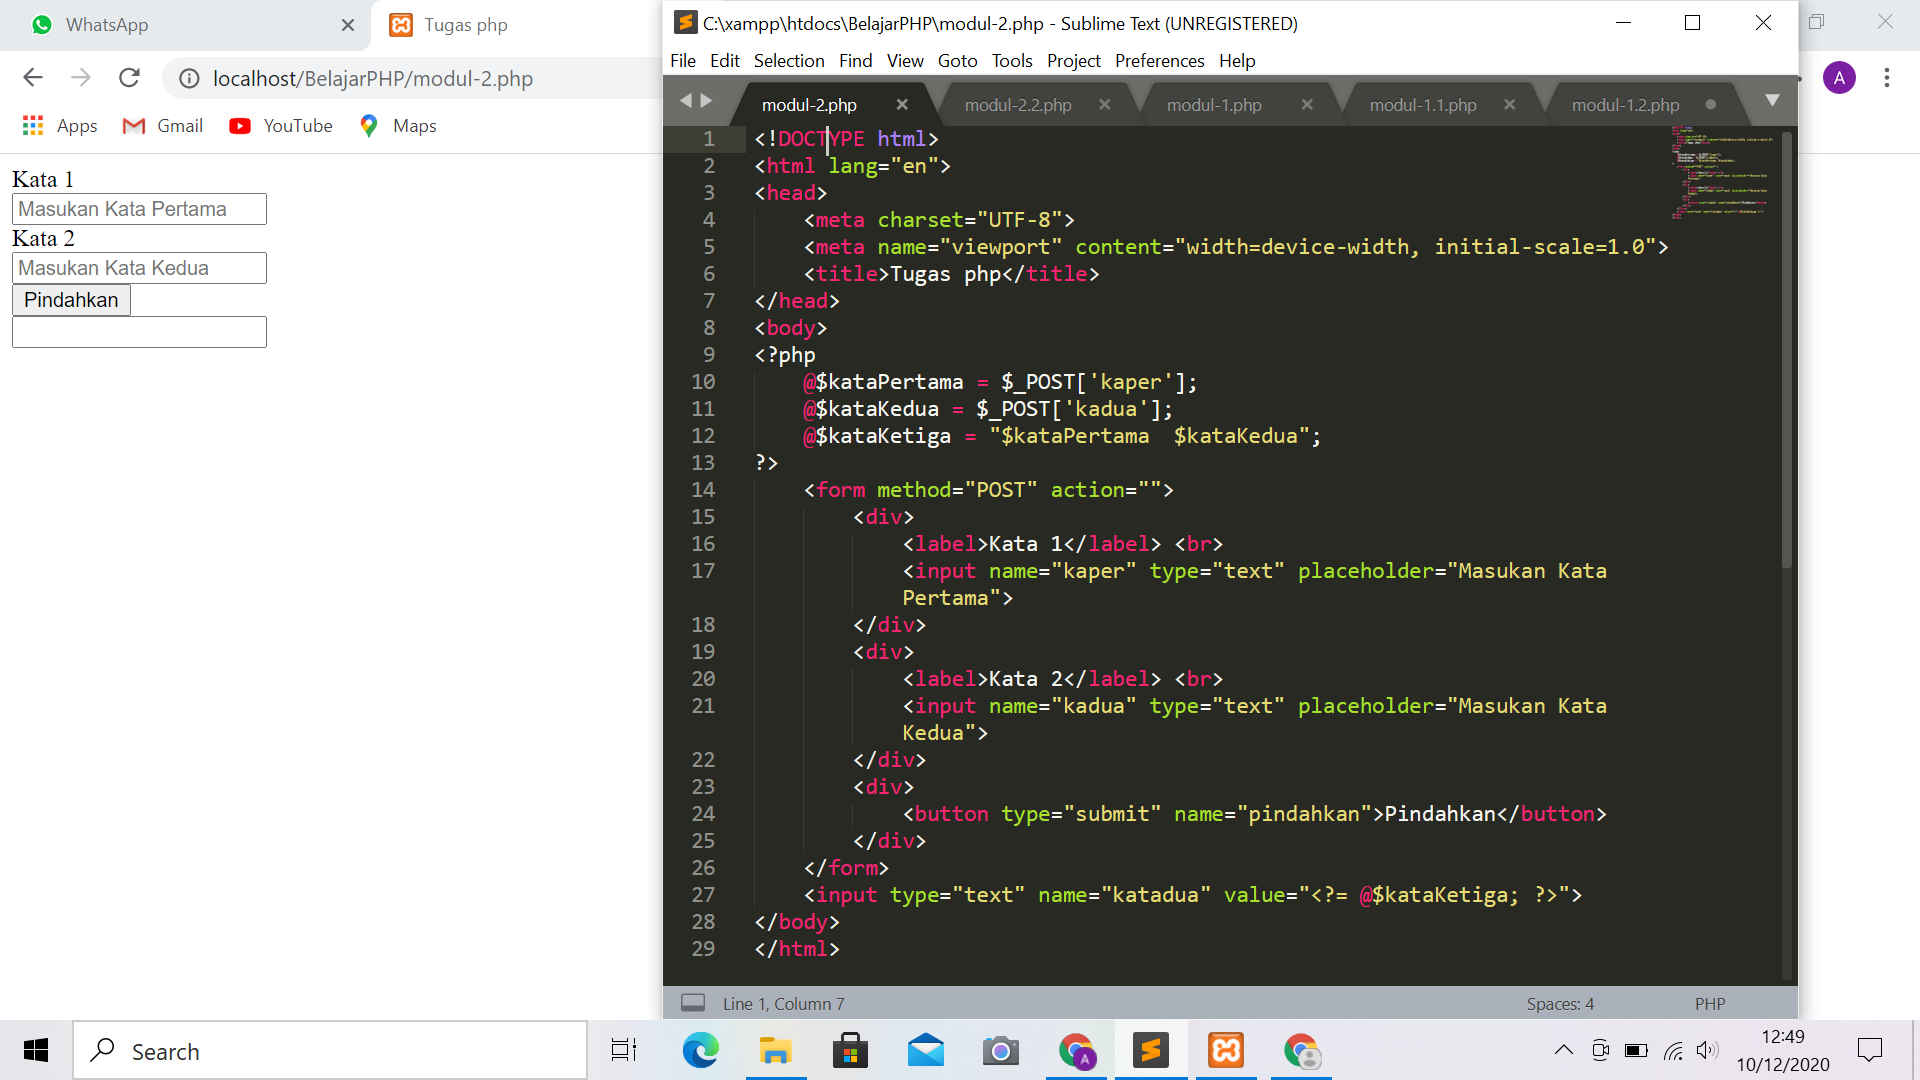 WhatsApp
Tugas php
localhost/BelajarPHP/modul-2.php
Apps
Gmail
YouTube
Maps
Kata 1
Masukan Kata Pertama
Kata 2
Masukan Kata Kedua
Pindahkan
C:\xampp\htdocs\BelajarPHP\modul-2.php - Sublime Text (UNREGISTERED)
File Edit Selection Find View Goto Tools Project Preferences Help
modul-2.php modul-2.2.php modul-1.php modul-1.1.php modul-1.2.php
A
1 <!DOCTYPE html>
2 <html lang="en">
3 <head>
4     <meta charset="UTF-8">
5     <meta name="viewport" content="width=device-width, initial-scale=1.0">
6     <title>Tugas php</title>
7 </head>
8 <body>
9 <?php
10     @$kataPertama = $_POST['kaper'];
11     @$kataKedua = $_POST['kadua'];
12     @$kataKetiga = "$kataPertama  $kataKedua";
13 ?>
14     <form method="POST" action="">
15         <div>
16             <label>Kata 1</label> <br>
17             <input name="kaper" type="text" placeholder="Masukan Kata
Pertama">
18         </div>
19         <div>
20             <label>Kata 2</label> <br>
21             <input name="kadua" type="text" placeholder="Masukan Kata
Kedua">
22         </div>
23         <div>
24             <button type="submit" name="pindahkan">Pindahkan</button>
25         </div>
26     </form>
27     <input type="text" name="katadua" value="<?= @$kataKetiga; ?>">
28 </body>
29 </html>
Line 1, Column 7
Spaces: 4
PHP
Search
A
12:49
10/12/2020